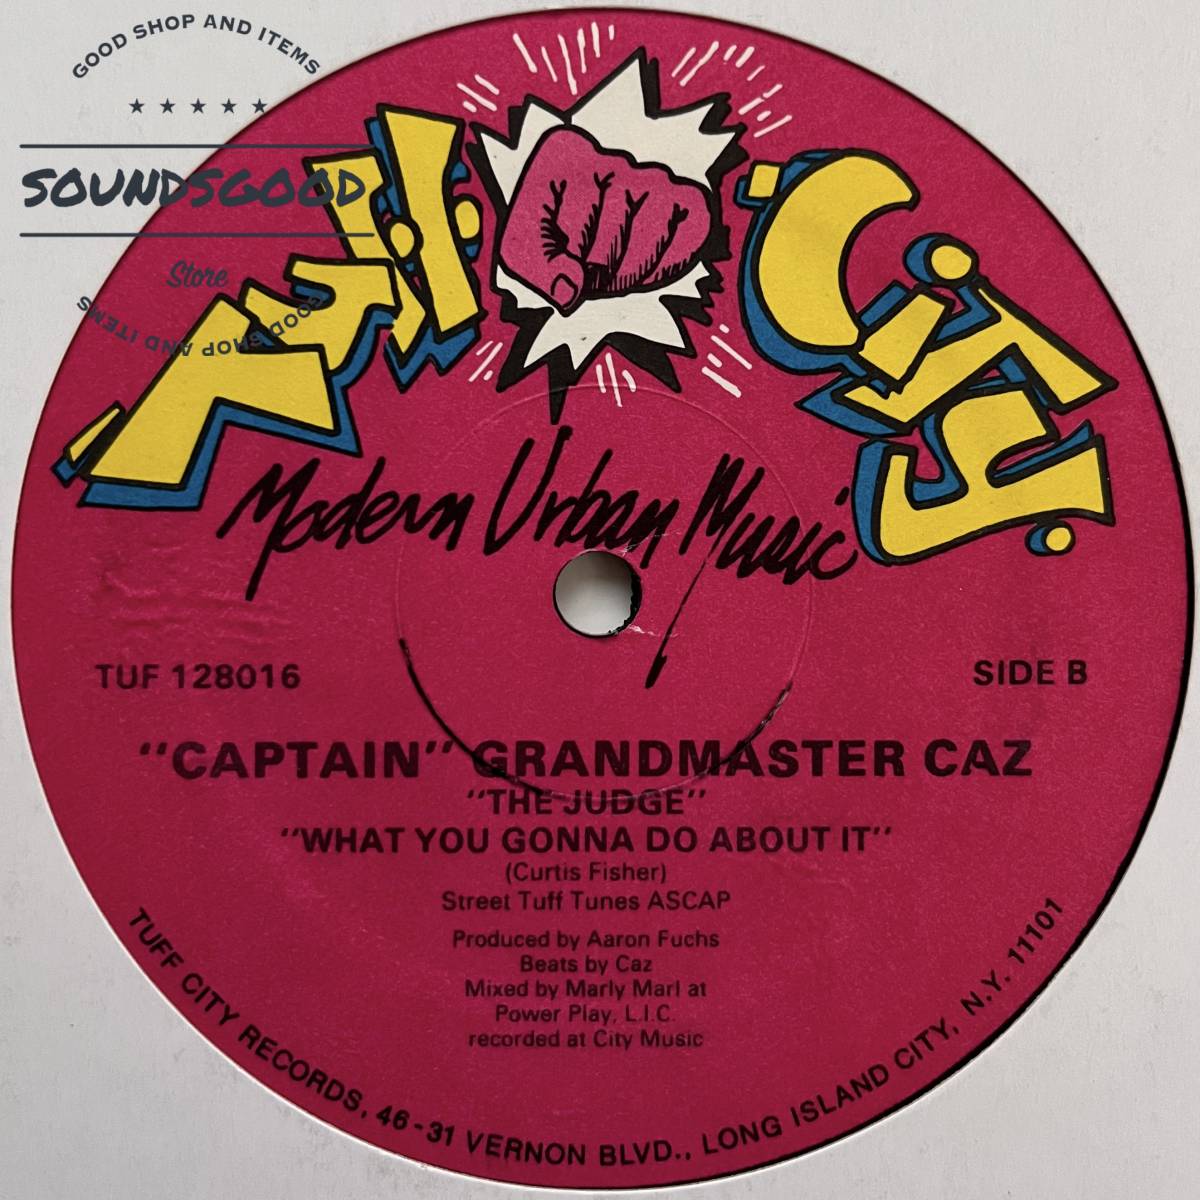 GOOD SHOP AND ITEMS
SOUNDSGOOD
Store
GOOD SHOP AND ITEMS
Tuff City
Modern Urban Music
TUF 128016
SIDE B
"CAPTAIN" GRANDMASTER CAZ
"THE JUDGE"
"WHAT YOU GONNA DO ABOUT IT"
(Curtis Fisher)
Street Tuff Tunes ASCAP
Produced by Aaron Fuchs
Beats by Caz
Mixed by Marly Marl at
Power Play, L.I.C.
recorded at City Music
TUFF CITY RECORDS, 46-31 VERNON BLVD., LONG ISLAND CITY, N.Y. 11101